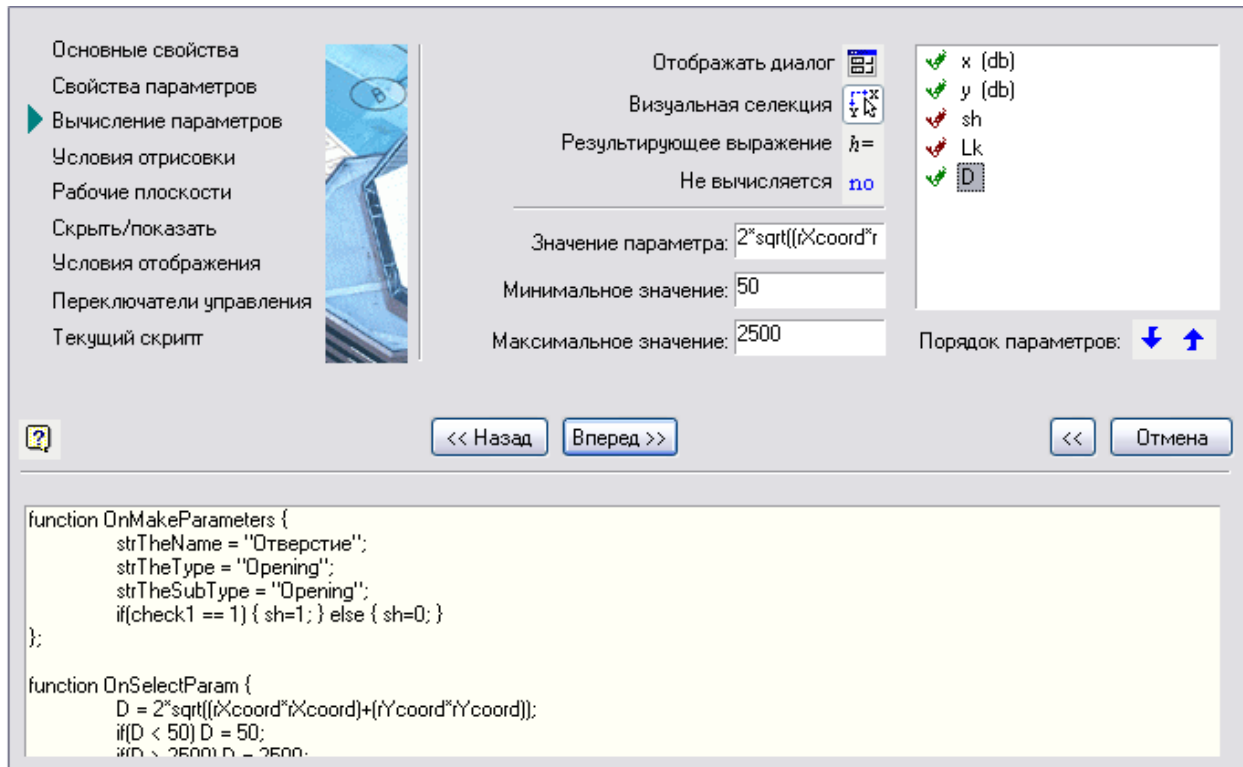 Основные свойства
Свойства параметров
Вычисление параметров
Условия отрисовки
Рабочие плоскости
Скрыть/показать
Условия отображения
Переключатели управления
Текущий скрипт
B
Отображать диалог
Визуальная селекция
Результирующее выражение h=
Не вычисляется no
Значение параметра: 2*sqrt((rXcoord*r
Минимальное значение: 50
Максимальное значение: 2500
x (db)
y (db)
sh
Lk
D
Порядок параметров:
<< Назад
Вперед >>
<<
Отмена
function OnMakeParameters {
strTheName = "Отверстие";
strTheType = "Opening";
strTheSubType = "Opening";
if(check1 == 1) { sh=1; } else { sh=0; }
};
function OnSelectParam {
D = 2*sqrt((rXcoord*rXcoord)+(rYcoord*rYcoord));
if(D < 50) D = 50;
if(D > 2500) D = 2500;